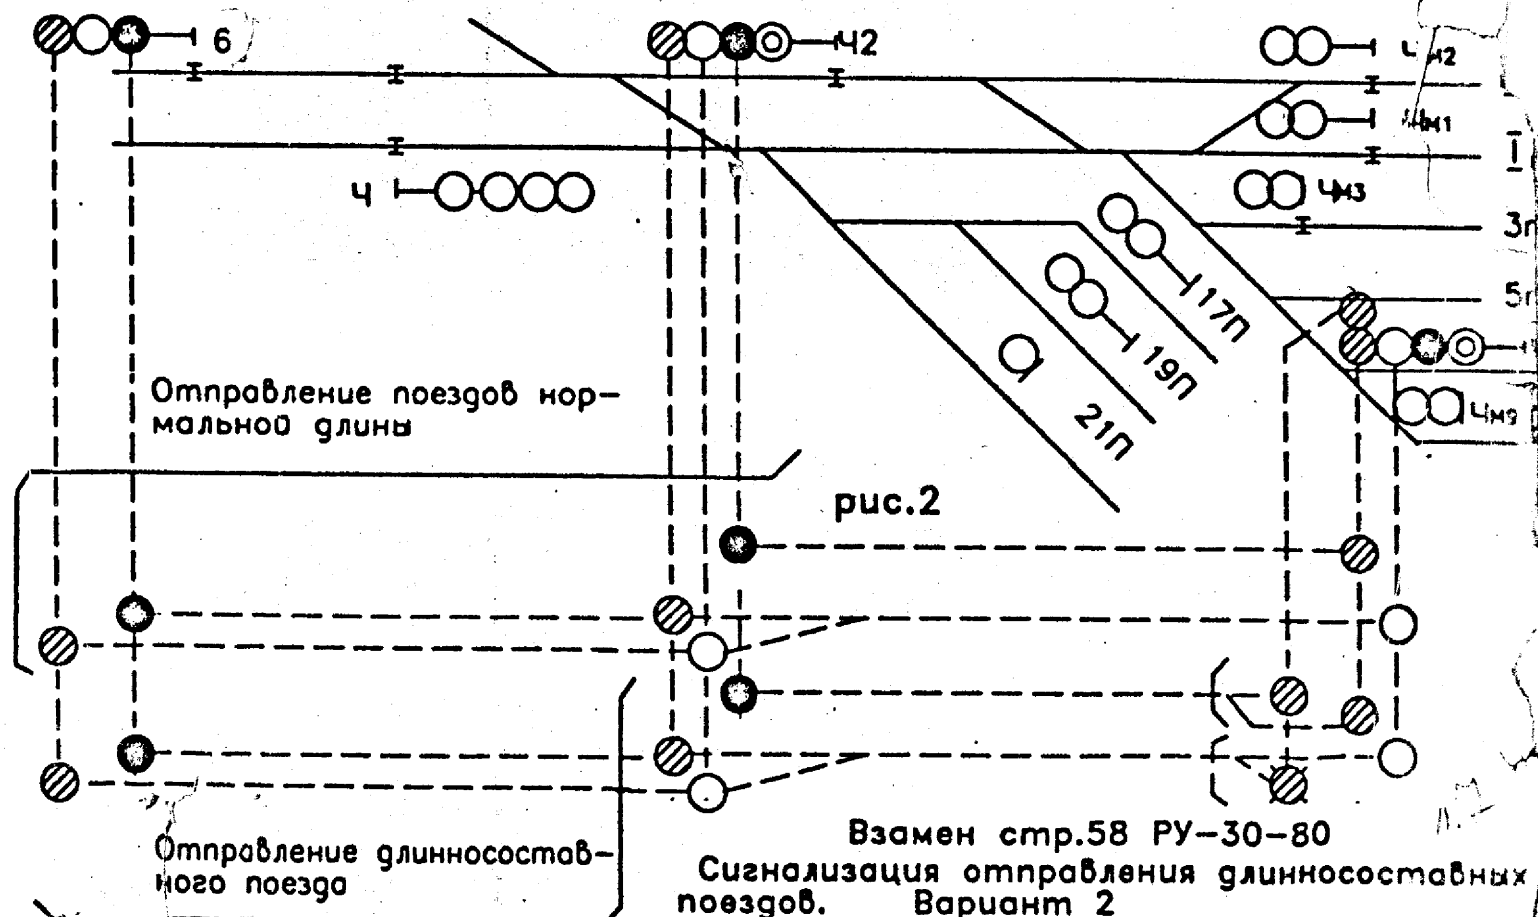 6
Ч2
Чм2
Чм1
I
Ч
Чм3
3п
17П
5п
19П
21П
Чм9
Отправление поездов нор-
мальной длины
рис.2
Отправление длинносостав-
ного поезда
Взамен стр.58 РУ-30-80
Сигнализация отправления длинносоставных
поездов. Вариант 2